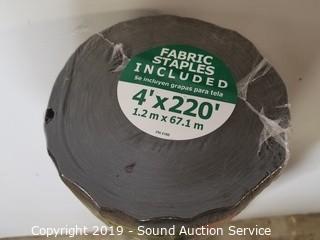 FABRIC
STAPLES
INCLUDED
Se incluyen grapas para tela
4'x220'
1.2 m x 67.1 m
Copyright 2019 - Sound Auction Service